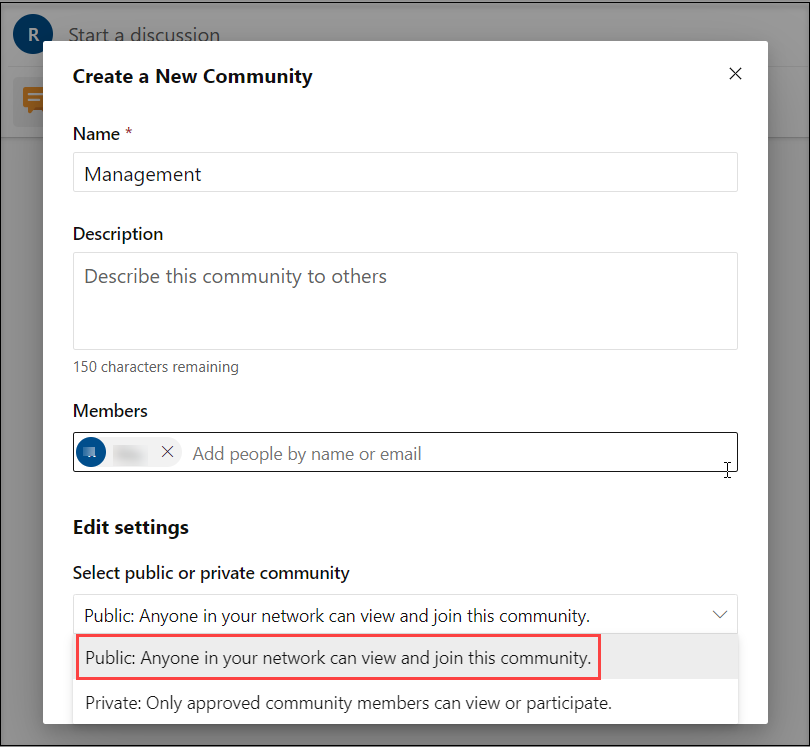 R
Start a discussion
Create a New Community
Name *
Management
Description
Describe this community to others
150 characters remaining
Members
Add people by name or email
Edit settings
Select public or private community
Public: Anyone in your network can view and join this community.
Public: Anyone in your network can view and join this community.
Private: Only approved community members can view or participate.